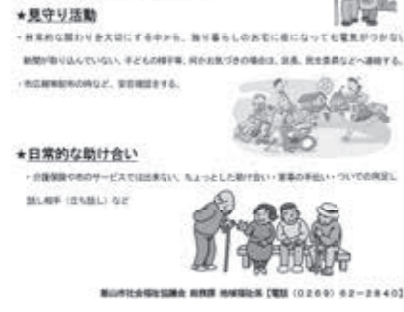 ★見守り活動
・日常的な関わりを大切にする中から、独り暮らしのお宅に夜になっても電気がつかない
新聞が取り込んでいない、子どもの様子等、何かお気づきの場合は、区長、民生委員などへ連絡する。
・市広報等配布の時など、安否確認をする。
★日常的な助け合い
・介護保険や市のサービスでは出来ない、ちょっとした助け合い・家事の手伝い・ついでの用足し
話し相手（立ち話し）など
飯山市社会福祉協議会 総務課 地域福祉係【電話（0269）62－2840】